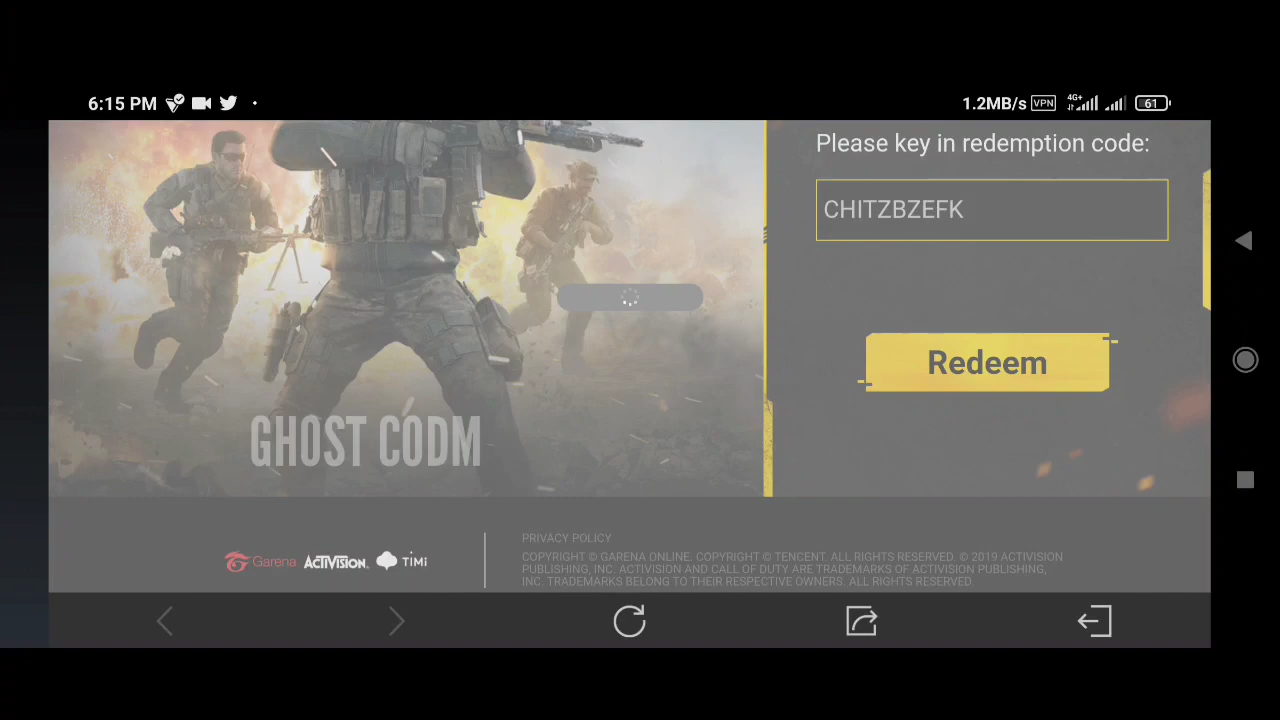 6:15 PM
1.2MB/s VPN 4G+ 61
Please key in redemption code:
CHITZBZEFK
Redeem
GHOST CODM
Garena ACTIVISION. TiMi
PRIVACY POLICY
COPYRIGHT © GARENA ONLINE. COPYRIGHT © TENCENT. ALL RIGHTS RESERVED. © 2019 ACTIVISION
PUBLISHING, INC. ACTIVISION AND CALL OF DUTY ARE TRADEMARKS OF ACTIVISION PUBLISHING,
INC. TRADEMARKS BELONG TO THEIR RESPECTIVE OWNERS. ALL RIGHTS RESERVED.